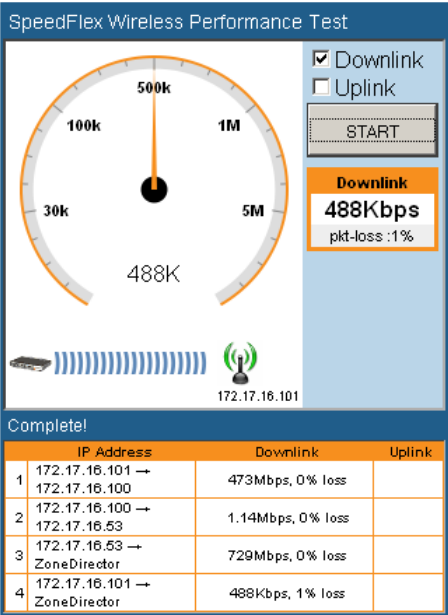 SpeedFlex Wireless Performance Test
Downlink
Uplink
START
500k
100k
1M
30k
5M
488K
Downlink
488Kbps
pkt-loss :1%
172.17.16.101
Complete!
IP Address Downlink Uplink
1 172.17.16.101 → 172.17.16.100 473Mbps, 0% loss
2 172.17.16.100 → 172.17.16.53 1.14Mbps, 0% loss
3 172.17.16.53 → ZoneDirector 729Mbps, 0% loss
4 172.17.16.101 → ZoneDirector 488Kbps, 1% loss